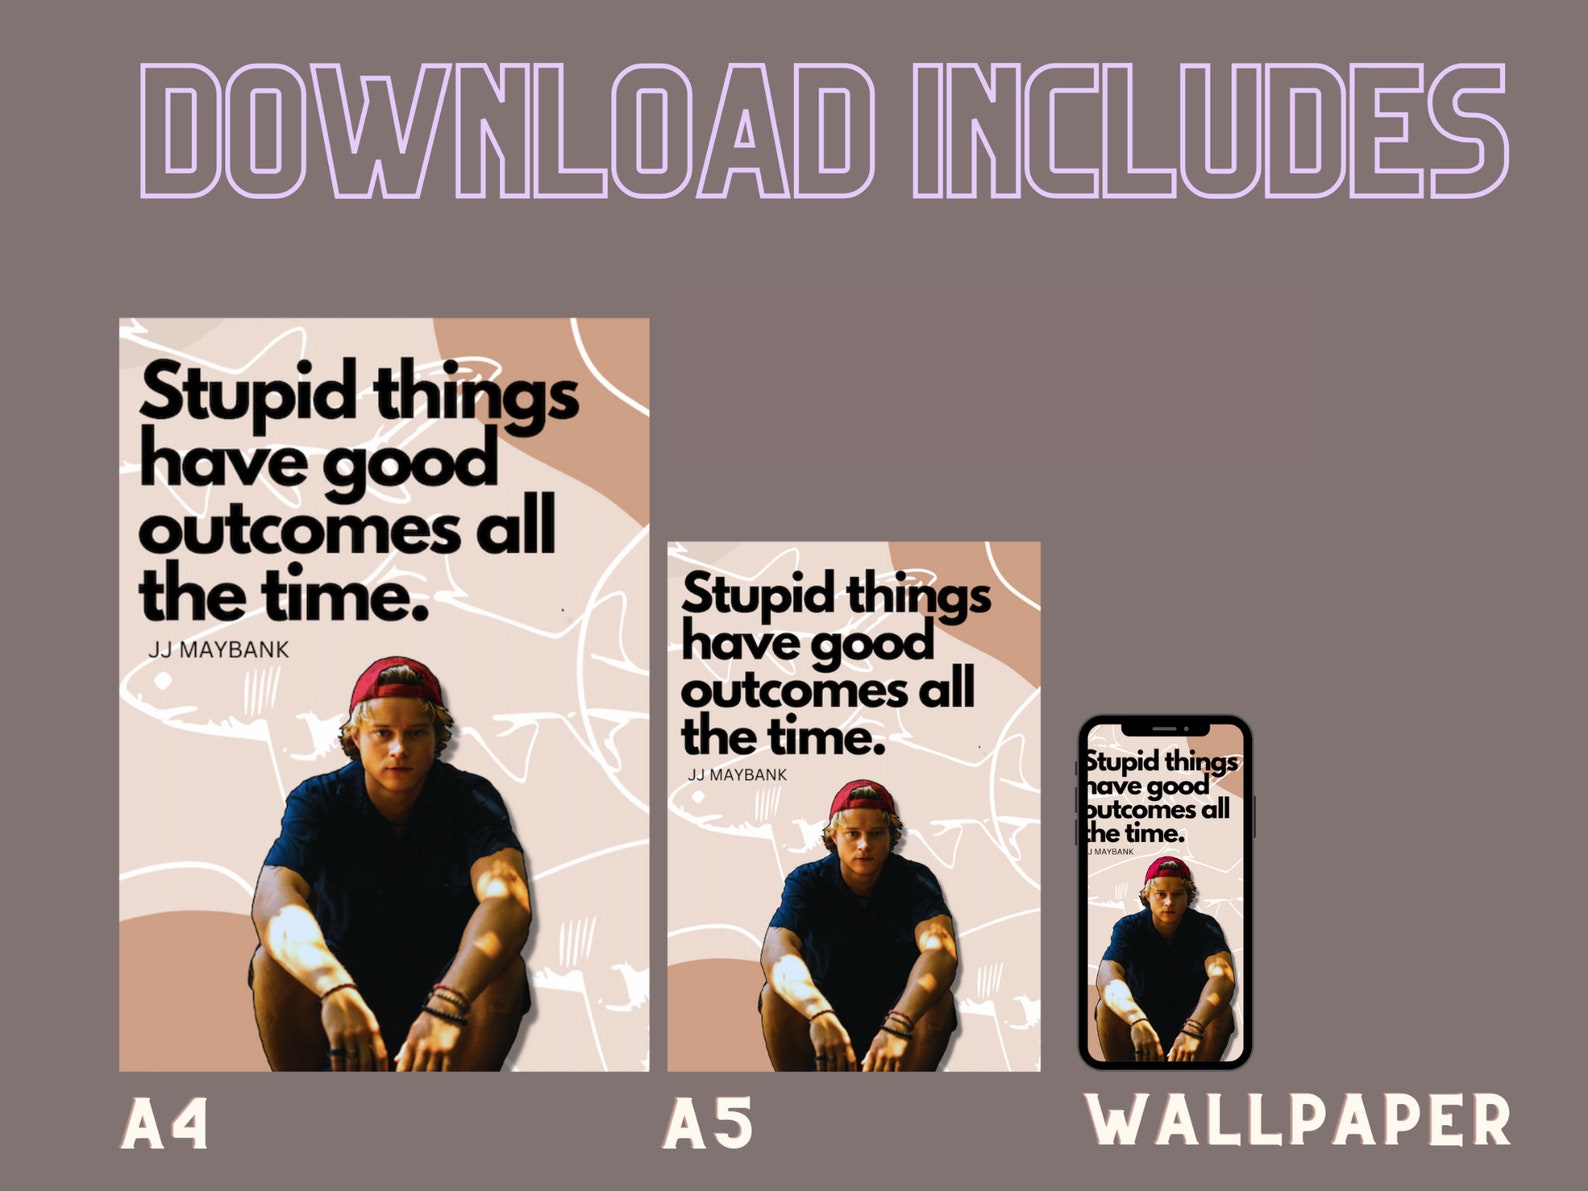 DOWNLOAD INCLUDES
Stupid things
have good
outcomes all
the time.
JJ MAYBANK
Stupid things
have good
outcomes all
the time.
JJ MAYBANK
Stupid things
have good
outcomes all
the time.
J MAYBANK
A4
A5
WALLPAPER